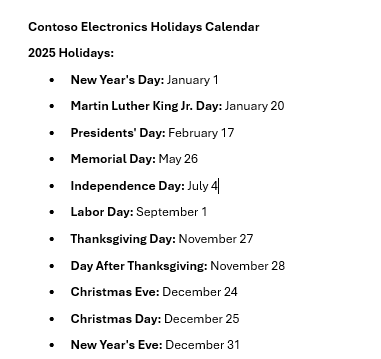 Contoso Electronics Holidays Calendar
2025 Holidays:
• New Year's Day: January 1
• Martin Luther King Jr. Day: January 20
• Presidents' Day: February 17
• Memorial Day: May 26
• Independence Day: July 4
• Labor Day: September 1
• Thanksgiving Day: November 27
• Day After Thanksgiving: November 28
• Christmas Eve: December 24
• Christmas Day: December 25
• New Year's Eve: December 31